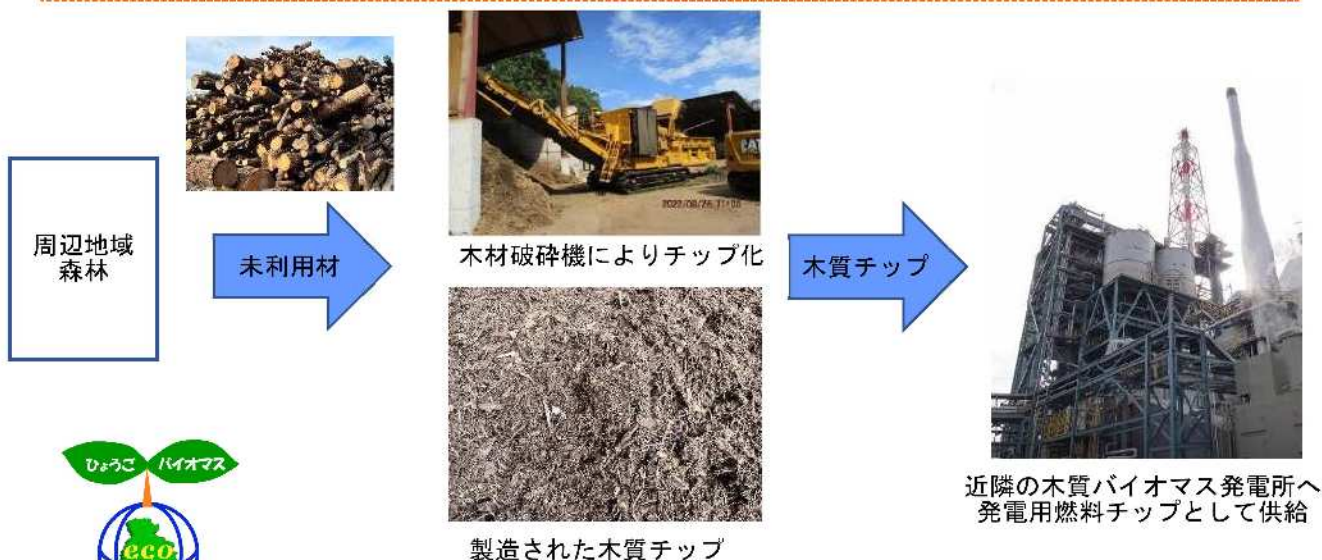 周辺地域
森林
未利用材
2022/09/26 11:08
CAT
木材破砕機によりチップ化
木質チップ
製造された木質チップ
近隣の木質バイオマス発電所へ
発電用燃料チップとして供給
ひょうご バイオマス
eco